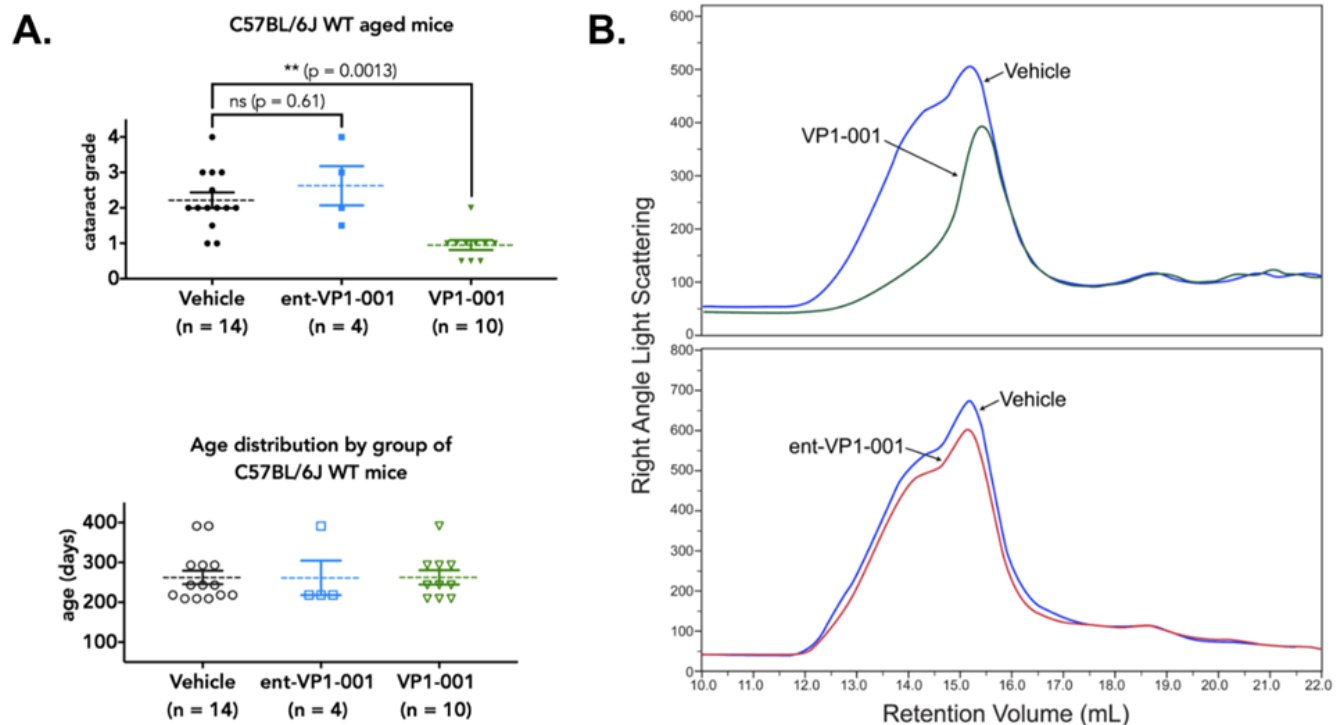 A.
C57BL/6J WT aged mice
** (p = 0.0013)
ns (p = 0.61)
cataract grade
4
3
2
1
0
Vehicle
(n = 14)
ent-VP1-001
(n = 4)
VP1-001
(n = 10)
Age distribution by group of
C57BL/6J WT mice
age (days)
400
300
200
100
Vehicle
(n = 14)
ent-VP1-001
(n = 4)
VP1-001
(n = 10)
B.
Right Angle Light Scattering
600
500
400
300
200
100
0
Vehicle
VP1-001
800
700
600
500
400
300
200
100
0
Vehicle
ent-VP1-001
10.0 11.0 12.0 13.0 14.0 15.0 16.0 17.0 18.0 19.0 20.0 21.0 22.0
Retention Volume (mL)